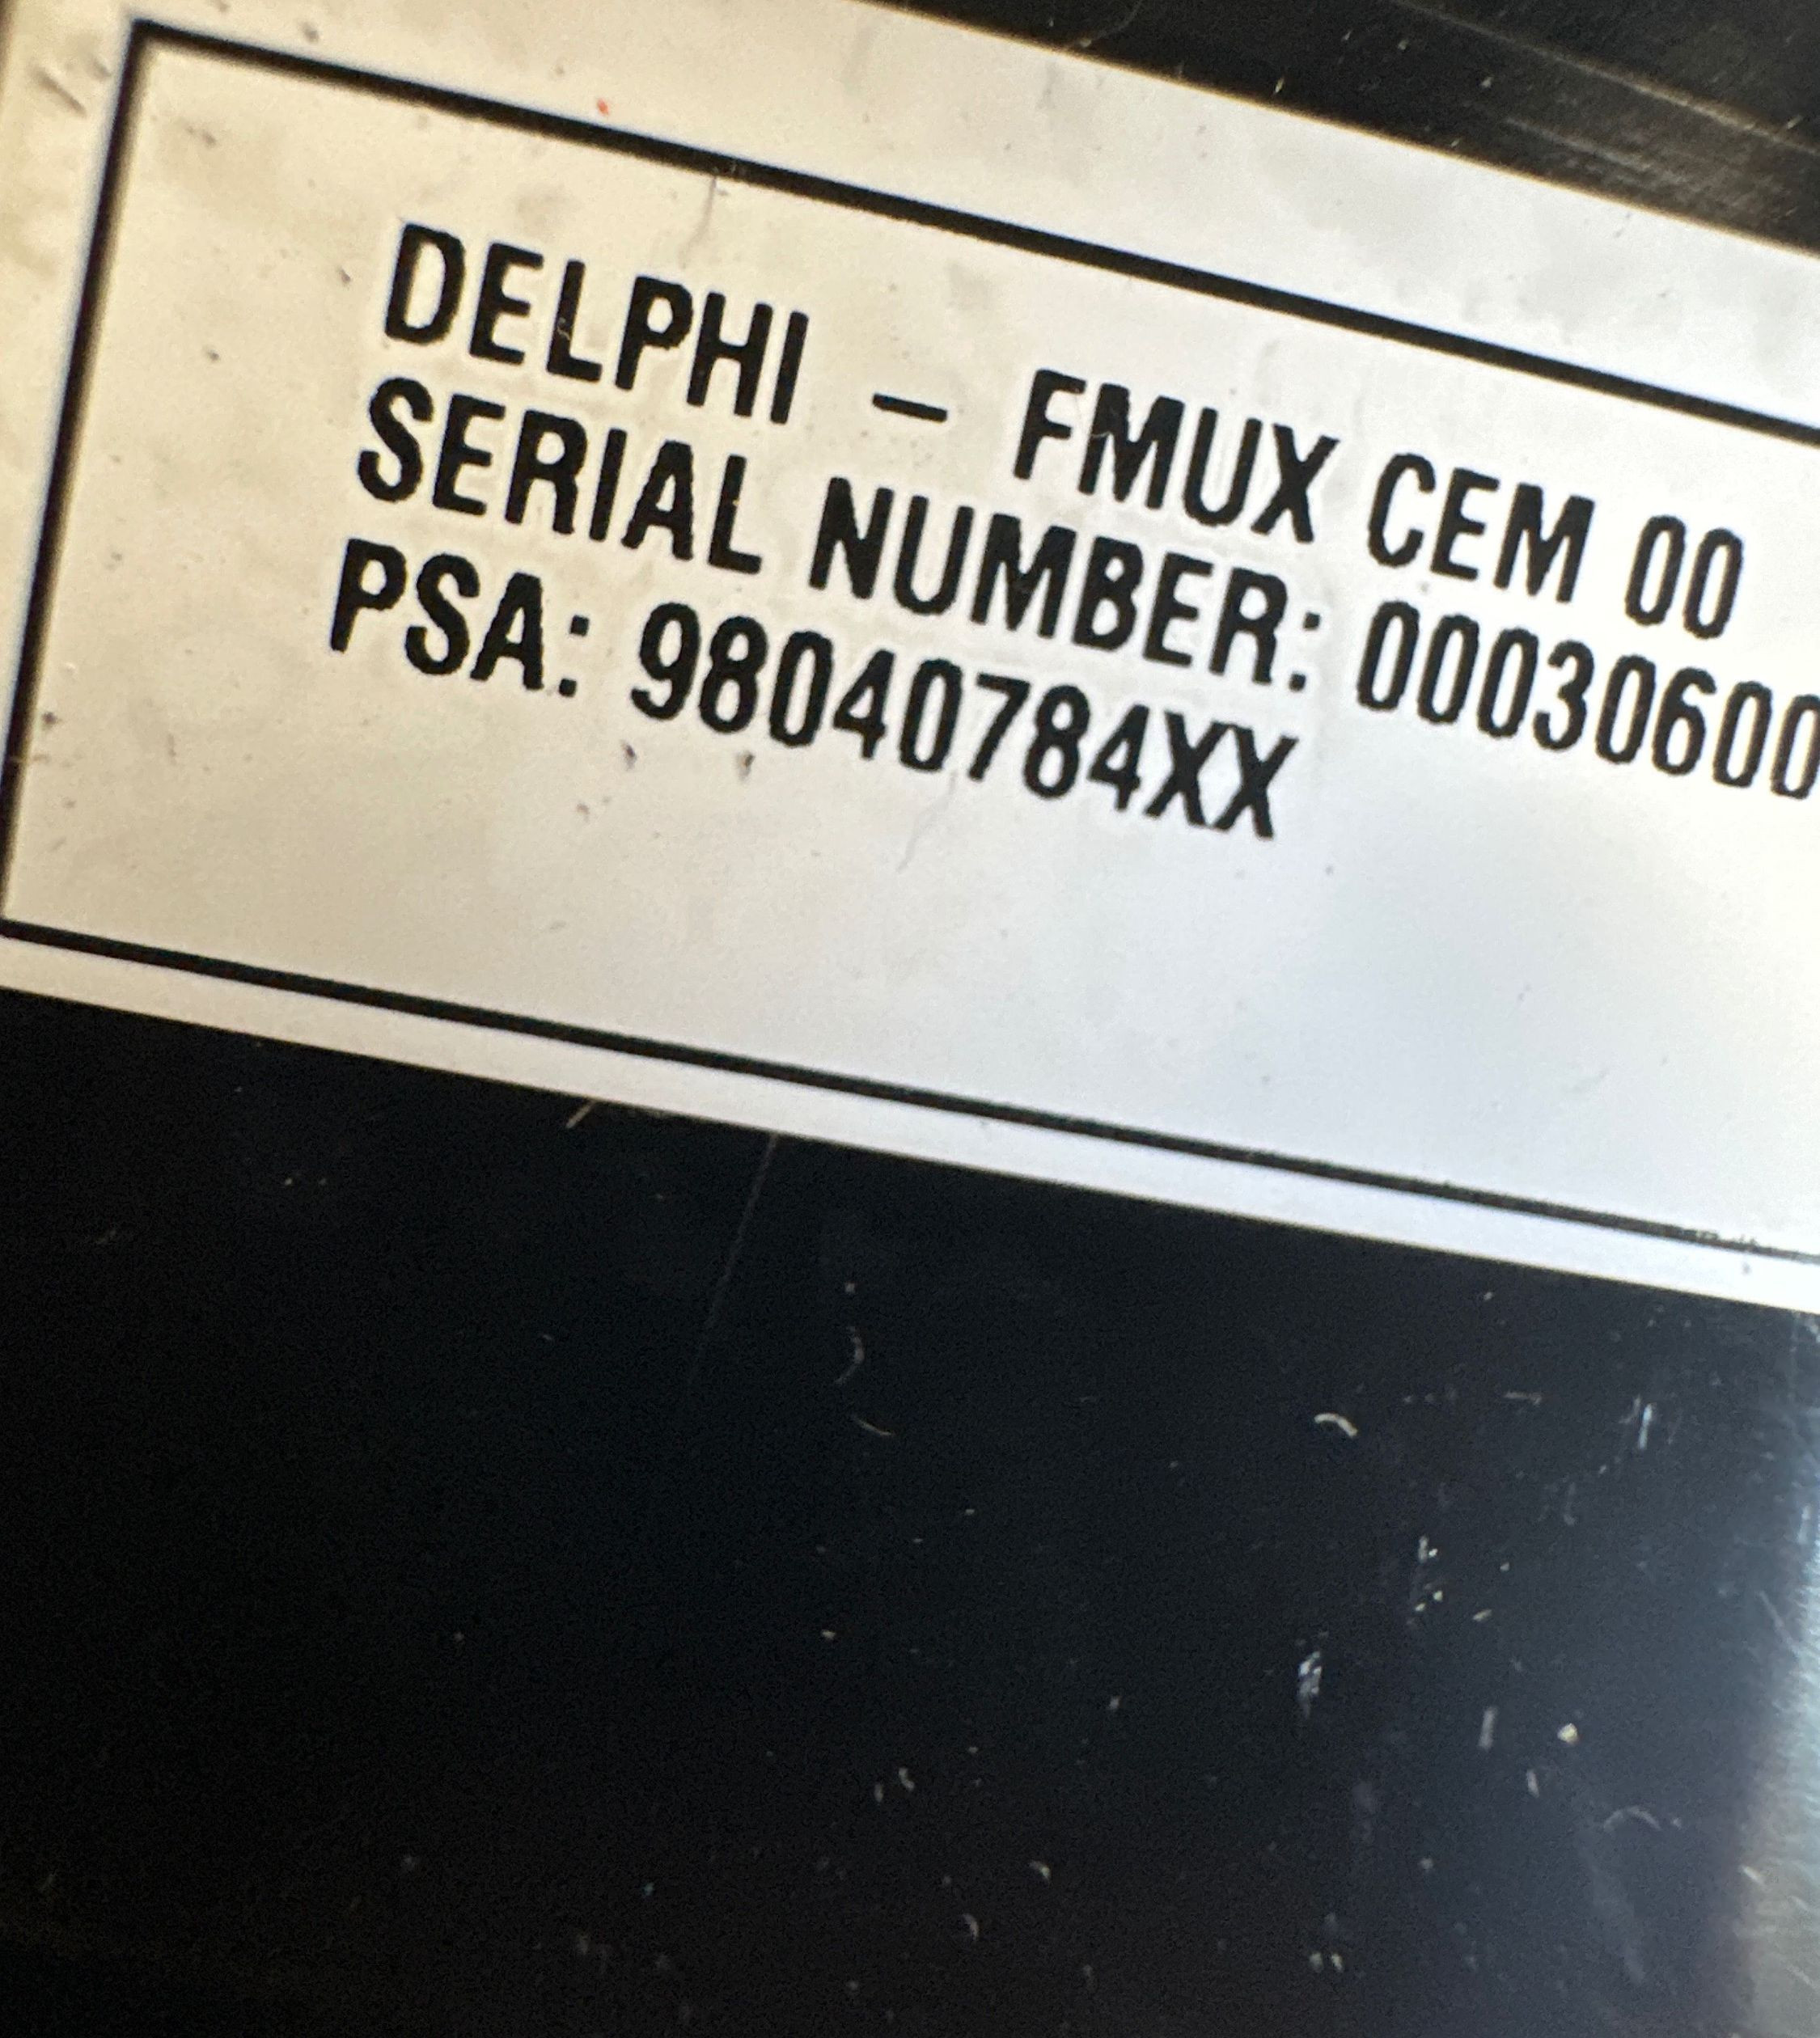 DELPHI - FMUX CEM 00
SERIAL NUMBER: 00030600
PSA: 98040784XX